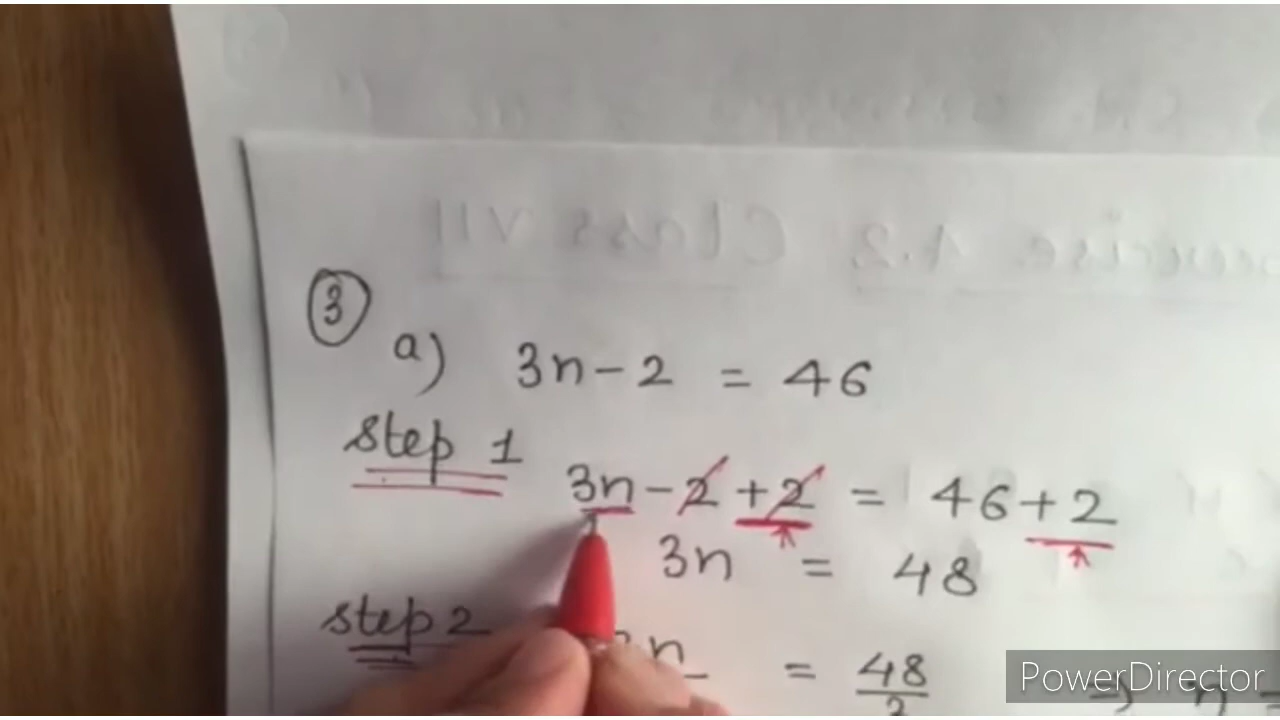 3
a) 3n - 2 = 46
Step 1
3n - 2 + 2 = 46 + 2
3n = 48
Step 2
n = 48
⇒ n =
PowerDirector